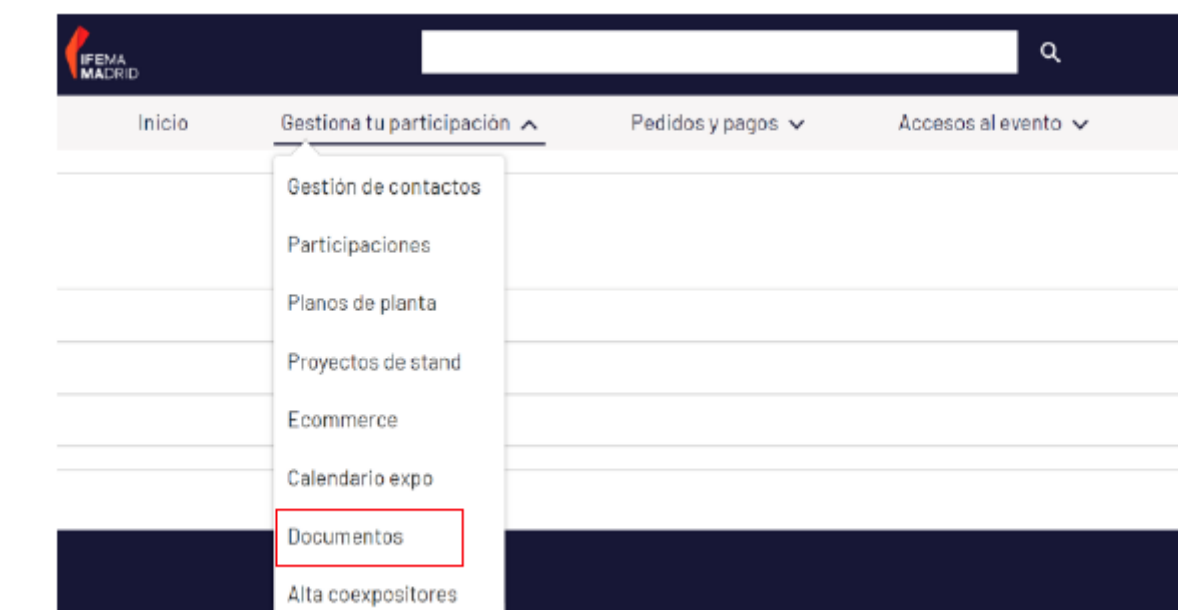 IFEMA
MADRID
Inicio Gestiona tu participación Pedidos y pagos Accesos al evento
Gestión de contactos
Participaciones
Planos de planta
Proyectos de stand
Ecommerce
Calendario expo
Documentos
Alta coexpositores